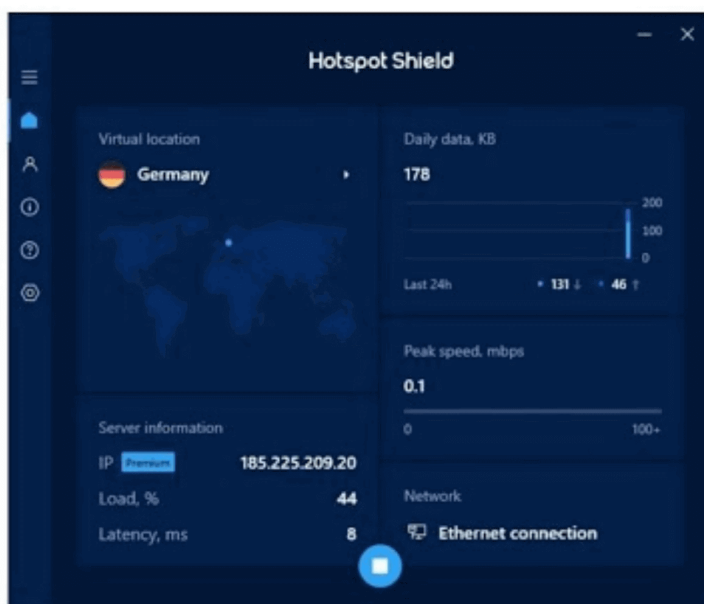 Hotspot Shield
Virtual location
Germany
Server information
IP Premium 185.225.209.20
Load, % 44
Latency, ms 8
Daily data, KB
178
200
100
0
Last 24h 131 ↓ 46 ↑
Peak speed, mbps
0.1
0 100+
Network
Ethernet connection